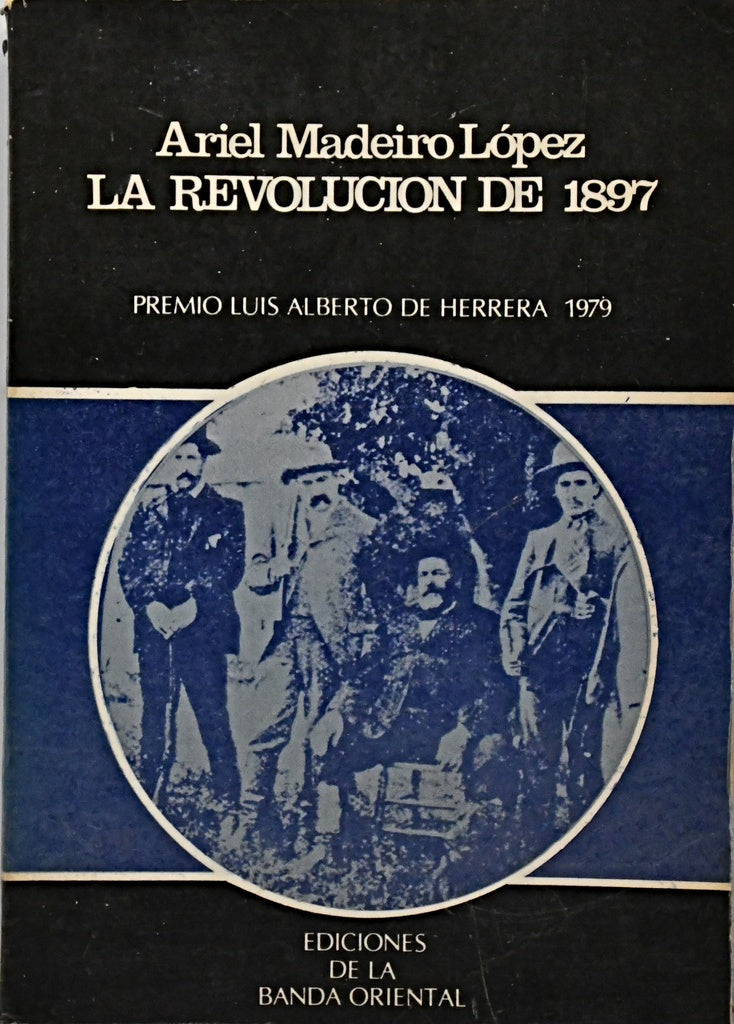 Ariel Madeiro López
LA REVOLUCION DE 1897
PREMIO LUIS ALBERTO DE HERRERA 1979
EDICIONES
DE LA
BANDA ORIENTAL